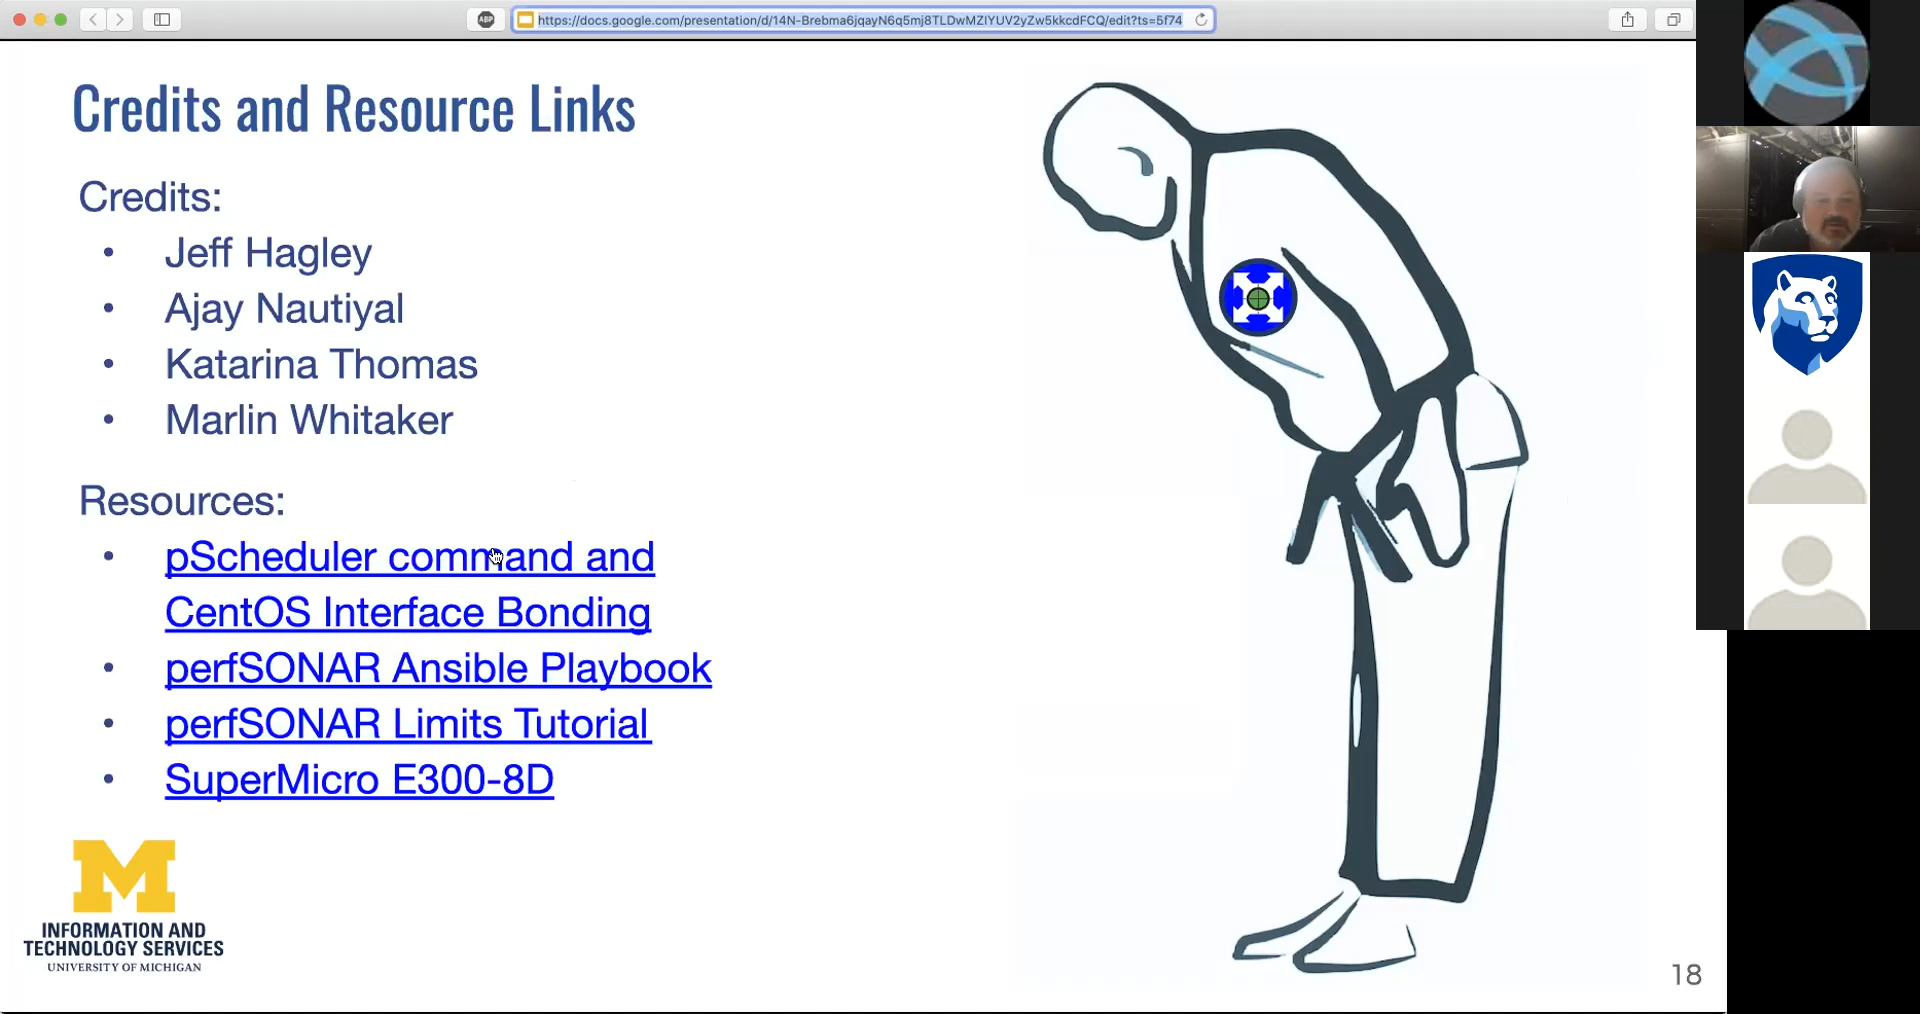 ABP
https://docs.google.com/presentation/d/14N-Brebma6jqayN6q5mj8TLDwMZlYUV2yZw5kkcdFCQ/edit?ts=5f74
Credits and Resource Links
Credits:
• Jeff Hagley
• Ajay Nautiyal
• Katarina Thomas
• Marlin Whitaker
Resources:
• pScheduler command and
CentOS Interface Bonding
• perfSONAR Ansible Playbook
• perfSONAR Limits Tutorial
• SuperMicro E300-8D
M
INFORMATION AND
TECHNOLOGY SERVICES
UNIVERSITY OF MICHIGAN
18